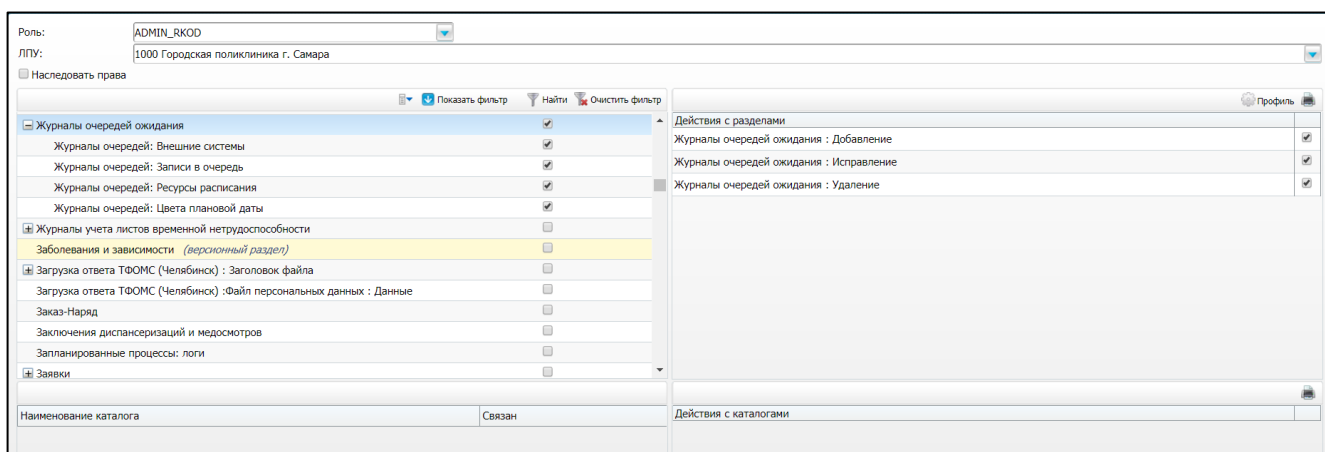 Роль: ADMIN_RKOD
ЛПУ: 1000 Городская поликлиника г. Самара
Наследовать права
Показать фильтр Найти Очистить фильтр
Профиль
Журналы очередей ожидания
Журналы очередей: Внешние системы
Журналы очередей: Записи в очередь
Журналы очередей: Ресурсы расписания
Журналы очередей: Цвета плановой даты
Журналы учета листов временной нетрудоспособности
Заболевания и зависимости (версионный раздел)
Загрузка ответа ТФОМС (Челябинск) : Заголовок файла
Загрузка ответа ТФОМС (Челябинск) :Файл персональных данных : Данные
Заказ-Наряд
Заключения диспансеризаций и медосмотров
Запланированные процессы: логи
Заявки
Действия с разделами
Журналы очередей ожидания : Добавление
Журналы очередей ожидания : Исправление
Журналы очередей ожидания : Удаление
Наименование каталога Связан
Действия с каталогами